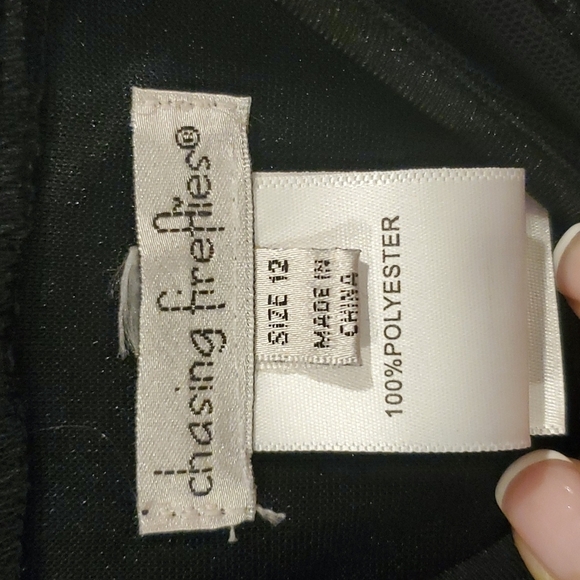 chasing fireflies®
SIZE 12
MADE IN
CHINA
100%POLYESTER